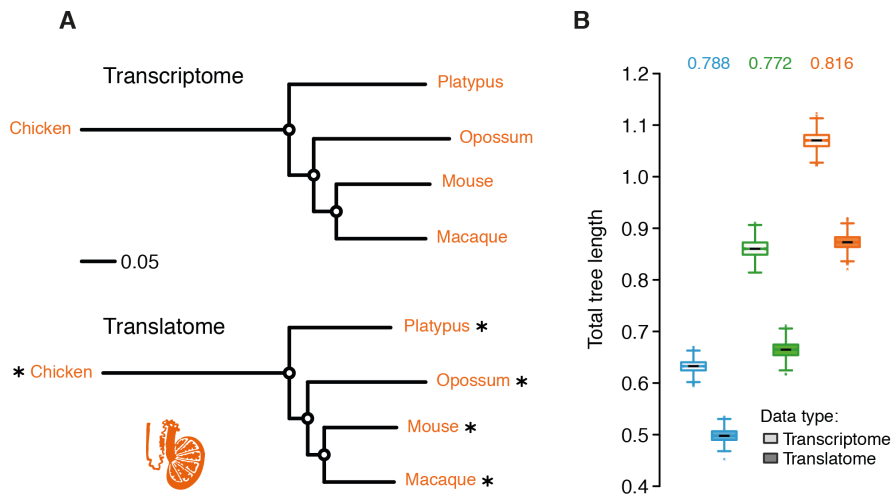 A
Transcriptome
Platypus
Chicken
Opossum
Mouse
Macaque
0.05
Translatome
Platypus *
* Chicken
Opossum *
Mouse *
Macaque *
B
0.788 0.772 0.816
Total tree length
1.2
1.1
1.0
0.9
0.8
0.7
0.6
0.5
0.4
Data type:
Transcriptome
Translatome